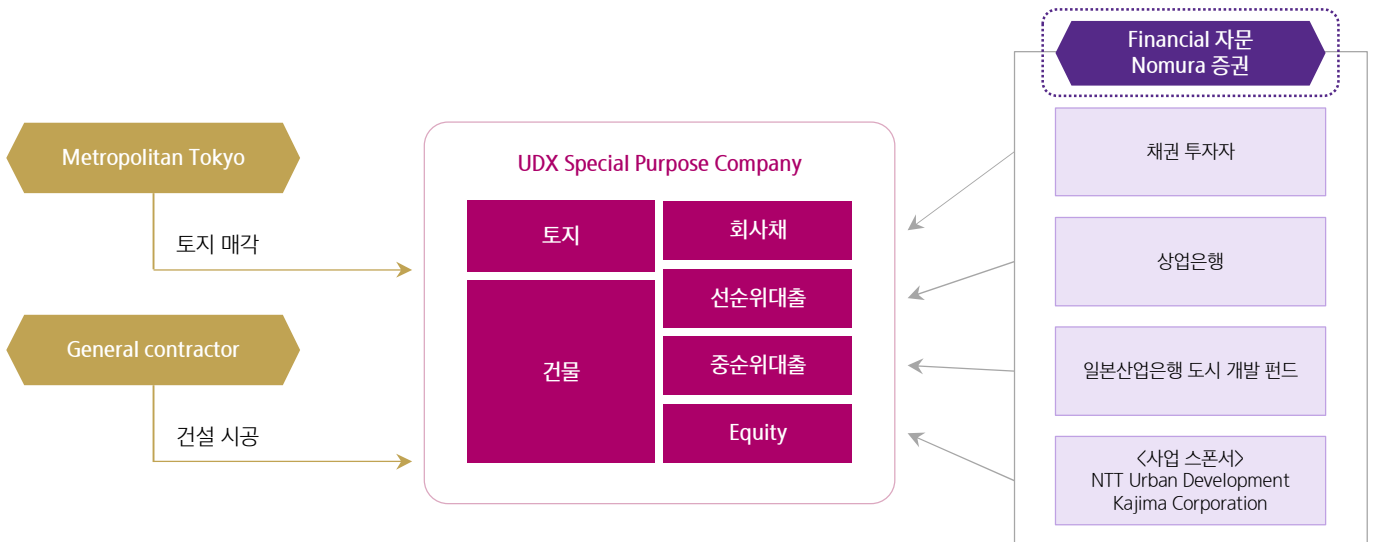 Metropolitan Tokyo
토지 매각
General contractor
건설 시공
UDX Special Purpose Company
토지
건물
회사채
선순위대출
중순위대출
Equity
Financial 자문
Nomura 증권
채권 투자자
상업은행
일본산업은행 도시 개발 펀드
<사업 스폰서>
NTT Urban Development
Kajima Corporation